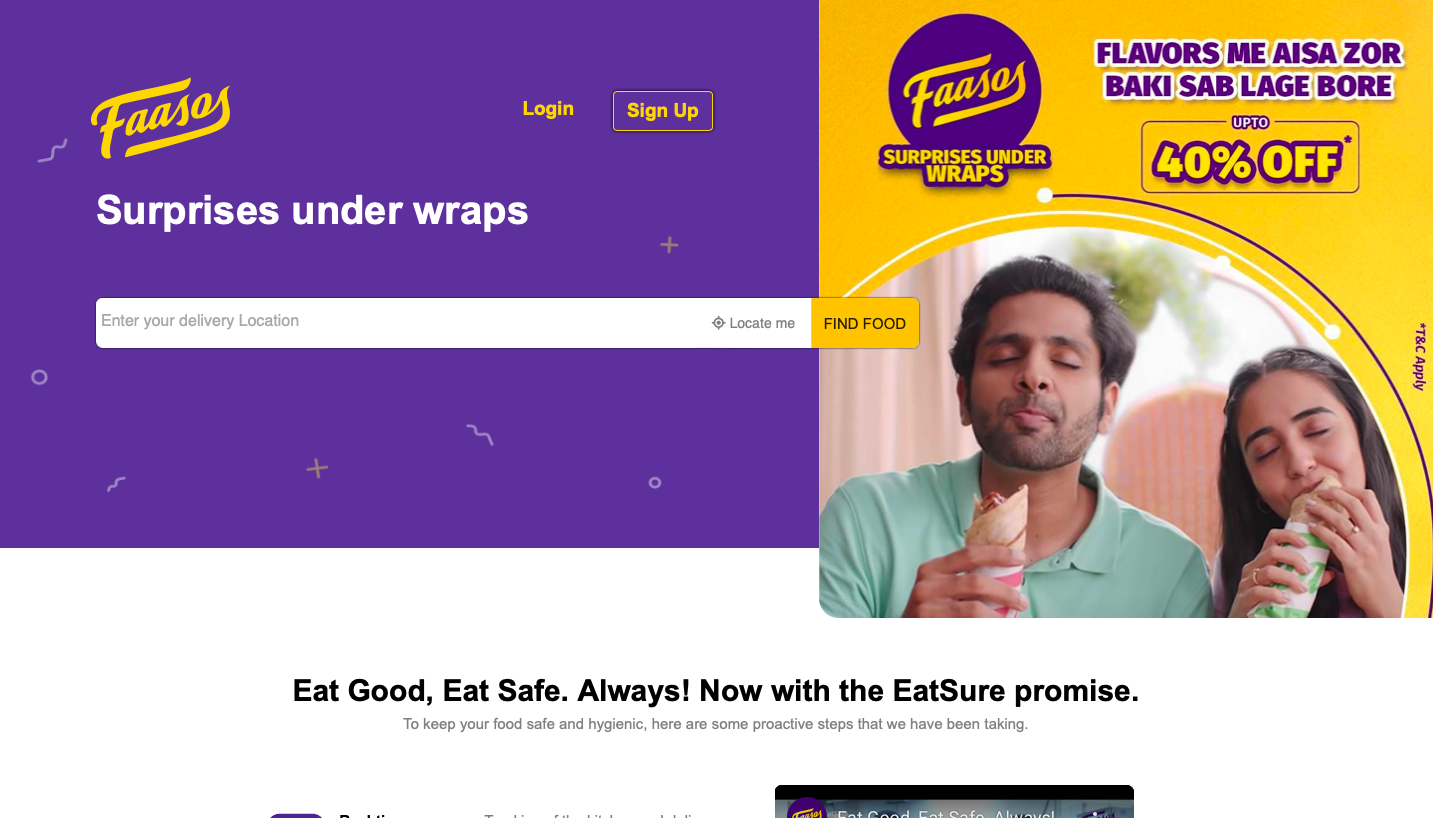 Faasos
Login
Sign Up
Surprises under wraps
Enter your delivery Location
Locate me
FIND FOOD
Faasos
SURPRISES UNDER
WRAPS
FLAVORS ME AISA ZOR
BAKI SAB LAGE BORE
UPTO
40% OFF*
*T&C Apply
Eat Good, Eat Safe. Always! Now with the EatSure promise.
To keep your food safe and hygienic, here are some proactive steps that we have been taking.
Faasos
Eat Good, Eat Safe. Always!